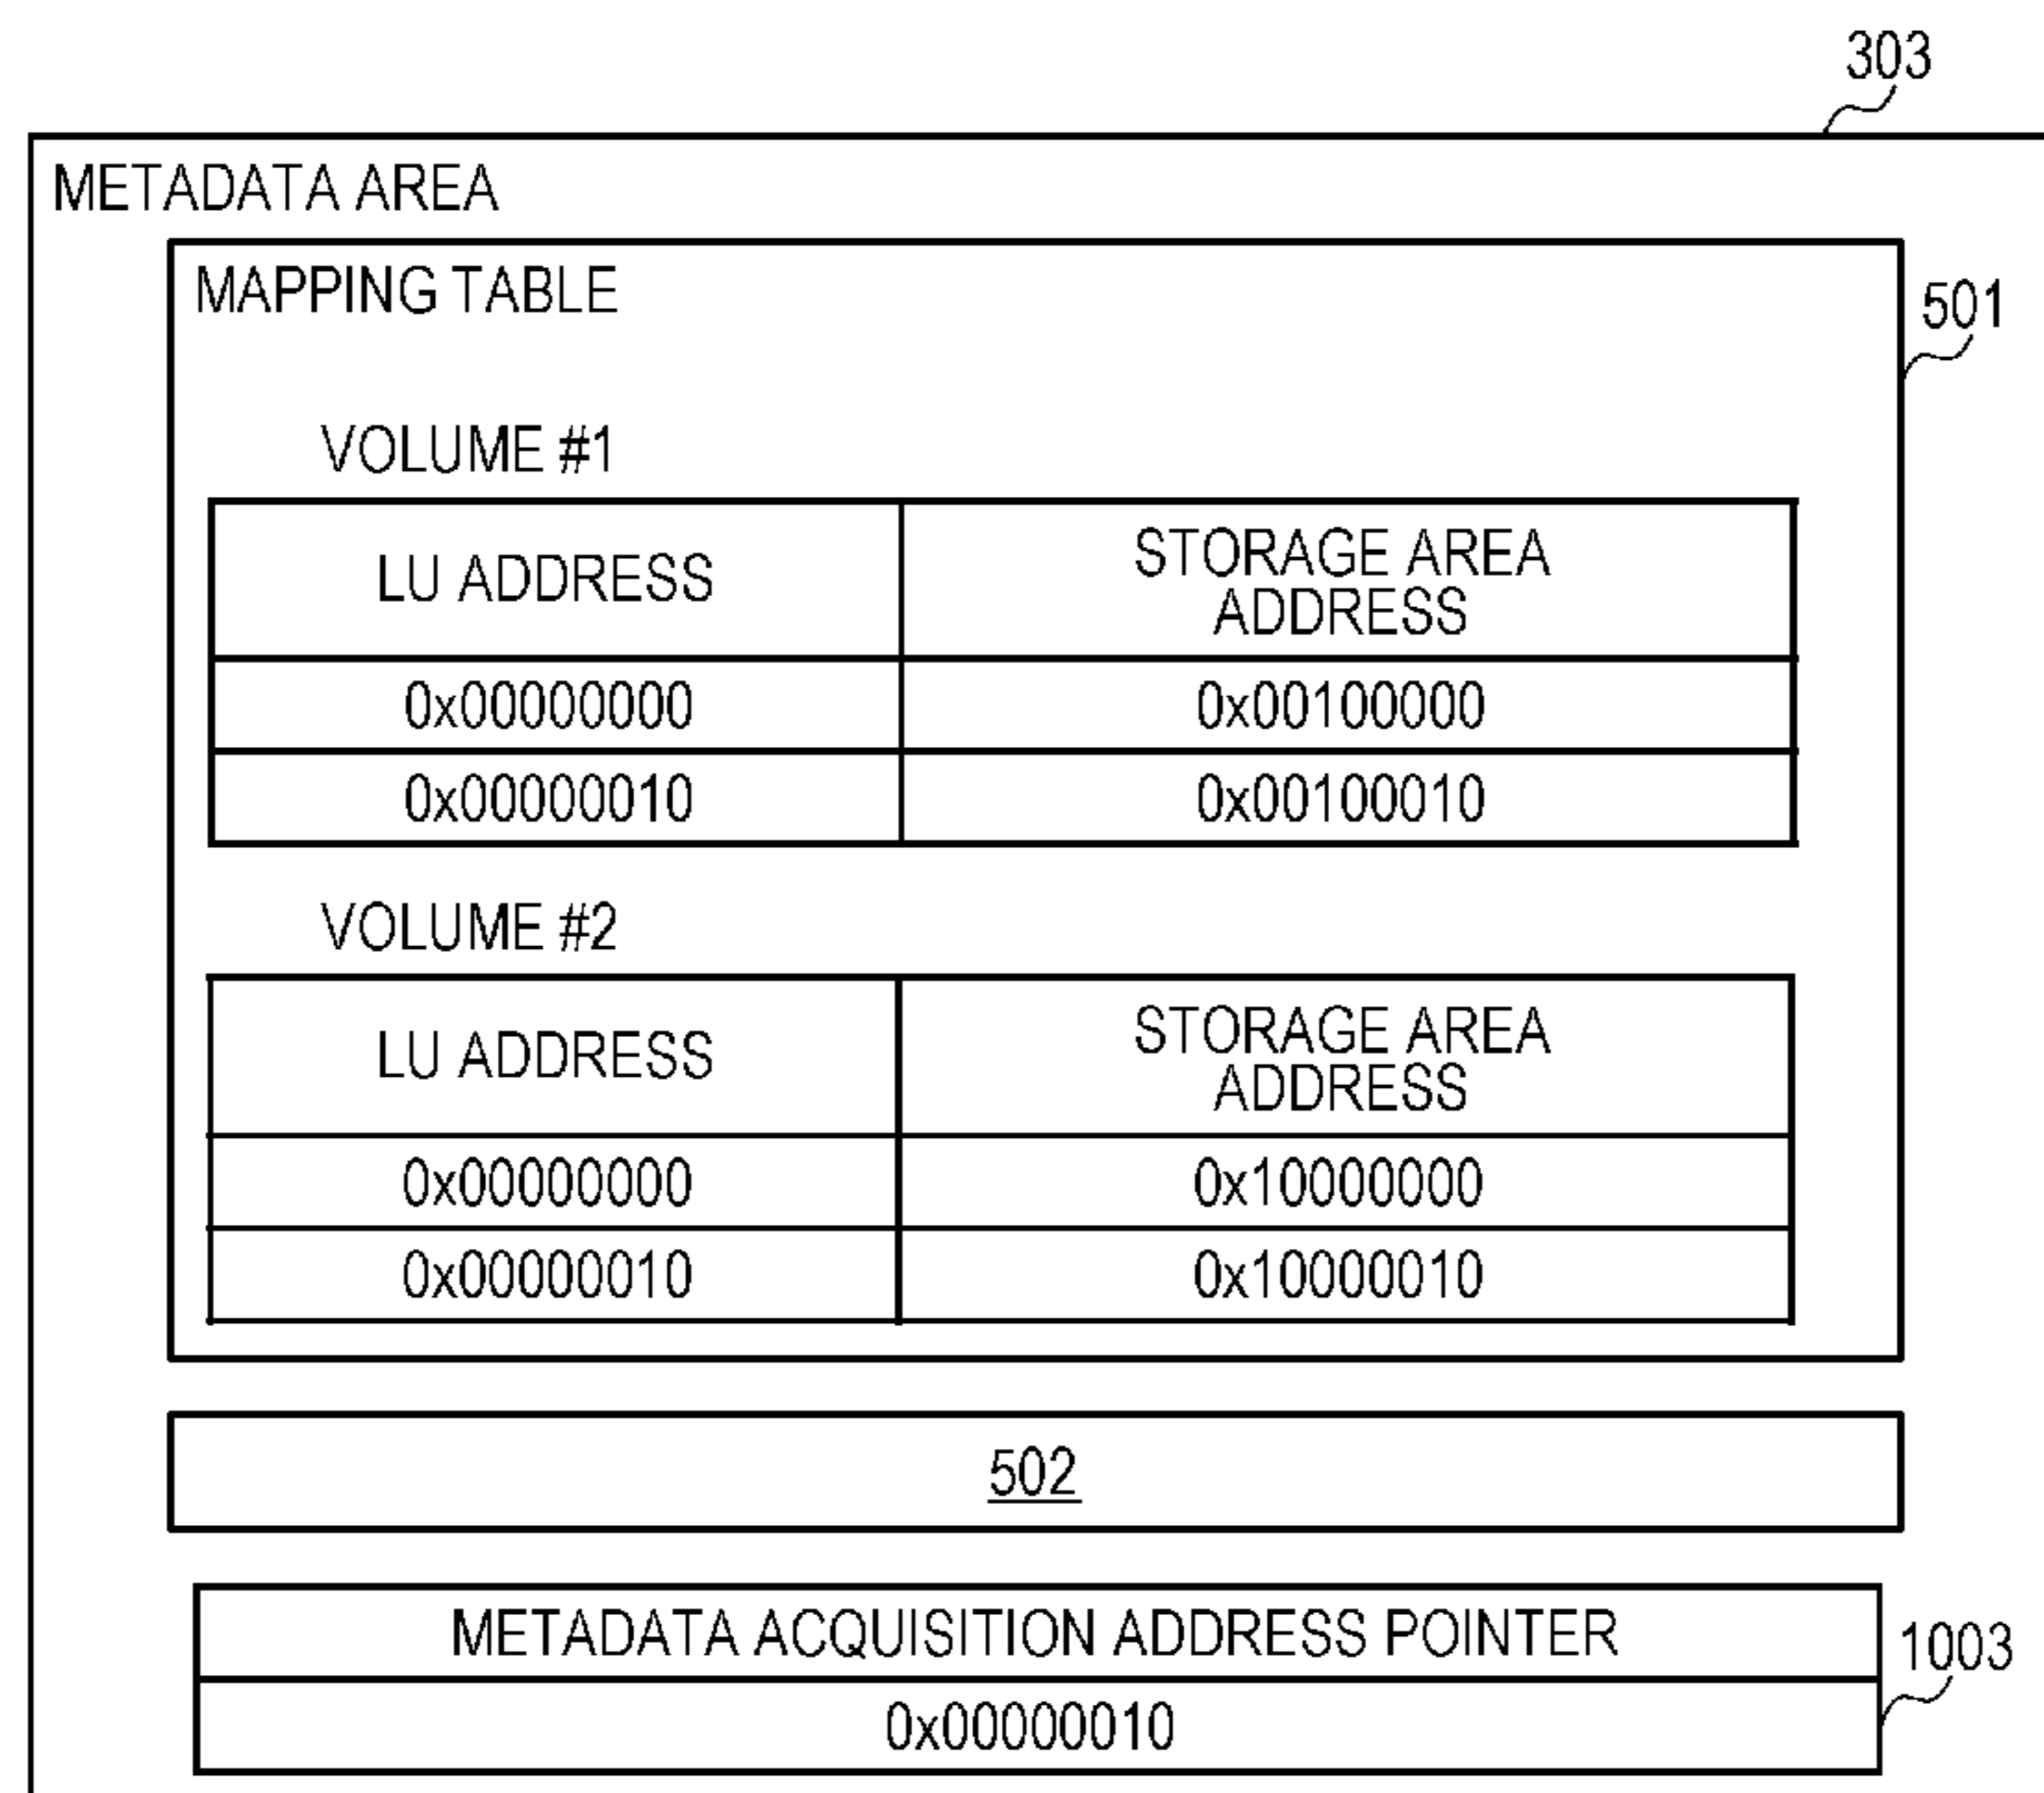 303
METADATA AREA
MAPPING TABLE
501
VOLUME #1
LU ADDRESS
STORAGE AREA
ADDRESS
0x00000000
0x00100000
0x00000010
0x00100010
VOLUME #2
LU ADDRESS
STORAGE AREA
ADDRESS
0x00000000
0x10000000
0x00000010
0x10000010
502
METADATA ACQUISITION ADDRESS POINTER
1003
0x00000010